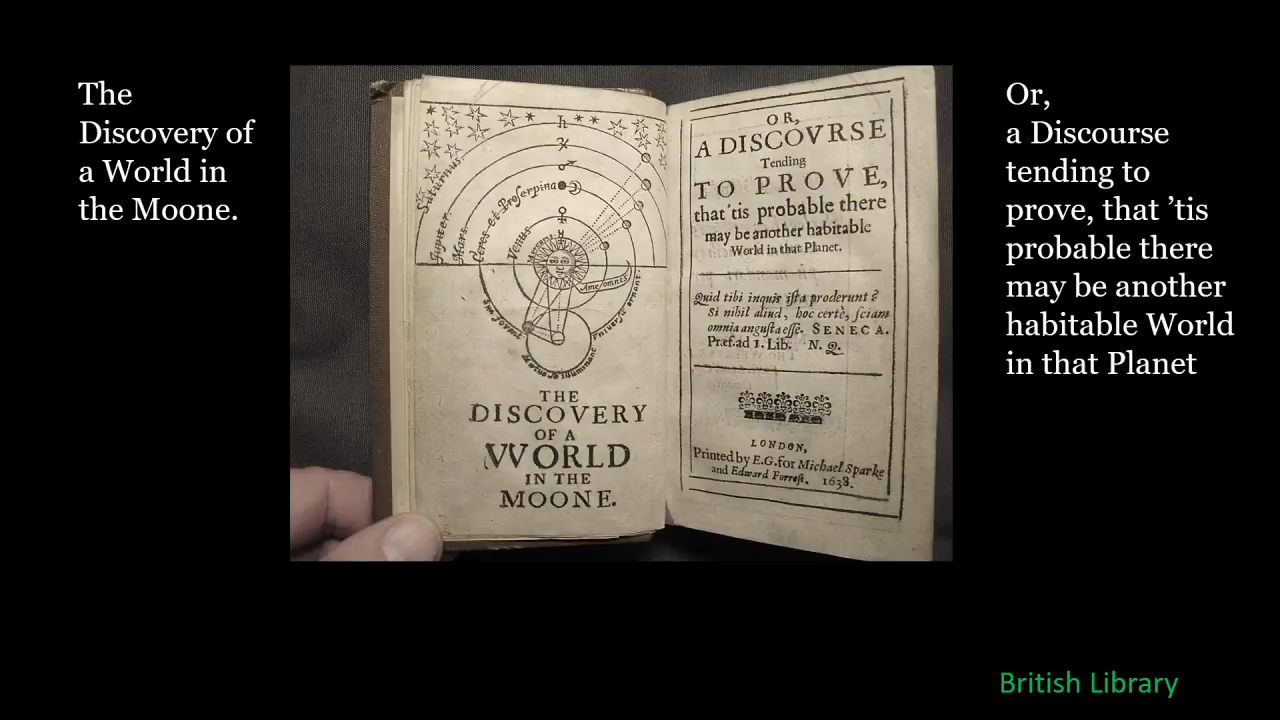 The
Discovery of
a World in
the Moone.
Saturnus.
Jupiter.
Mars
Ceres et Proserpina
Venus
THE
DISCOVERY
OF A
WORLD
IN THE
MOONE.
OR,
A DISCOVRSE
Tending
TO PROVE,
that 'tis probable there
may be another habitable
World in that Planet.
Quid tibi inquis ista proderunt?
Si nihil aliud, hoc certè, sciam
omnia angusta esse. SENECA.
Præf. ad 1. Lib. N. Q.
LONDON,
Printed by E.G. for Michael Sparke
and Edward Forrest. 1638.
Or,
a Discourse
tending to
prove, that ’tis
probable there
may be another
habitable World
in that Planet
British Library